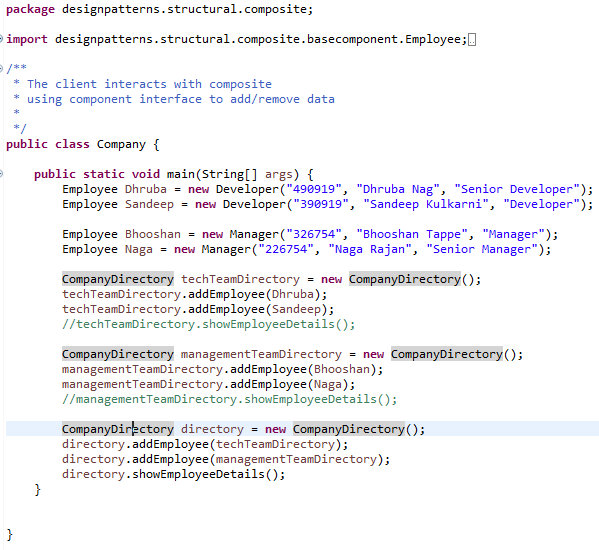 package designpatterns.structural.composite;
import designpatterns.structural.composite.basecomponent.Employee;
/**
 * The client interacts with composite
 * using component interface to add/remove data
 *
 */
public class Company {
    public static void main(String[] args) {
        Employee Dhruba = new Developer("490919", "Dhruba Nag", "Senior Developer");
        Employee Sandeep = new Developer("390919", "Sandeep Kulkarni", "Developer");
        Employee Bhooshan = new Manager("326754", "Bhooshan Tappe", "Manager");
        Employee Naga = new Manager("226754", "Naga Rajan", "Senior Manager");
        CompanyDirectory techTeamDirectory = new CompanyDirectory();
        techTeamDirectory.addEmployee(Dhruba);
        techTeamDirectory.addEmployee(Sandeep);
        //techTeamDirectory.showEmployeeDetails();
        CompanyDirectory managementTeamDirectory = new CompanyDirectory();
        managementTeamDirectory.addEmployee(Bhooshan);
        managementTeamDirectory.addEmployee(Naga);
        //managementTeamDirectory.showEmployeeDetails();
        CompanyDirectory directory = new CompanyDirectory();
        directory.addEmployee(techTeamDirectory);
        directory.addEmployee(managementTeamDirectory);
        directory.showEmployeeDetails();
    }
}